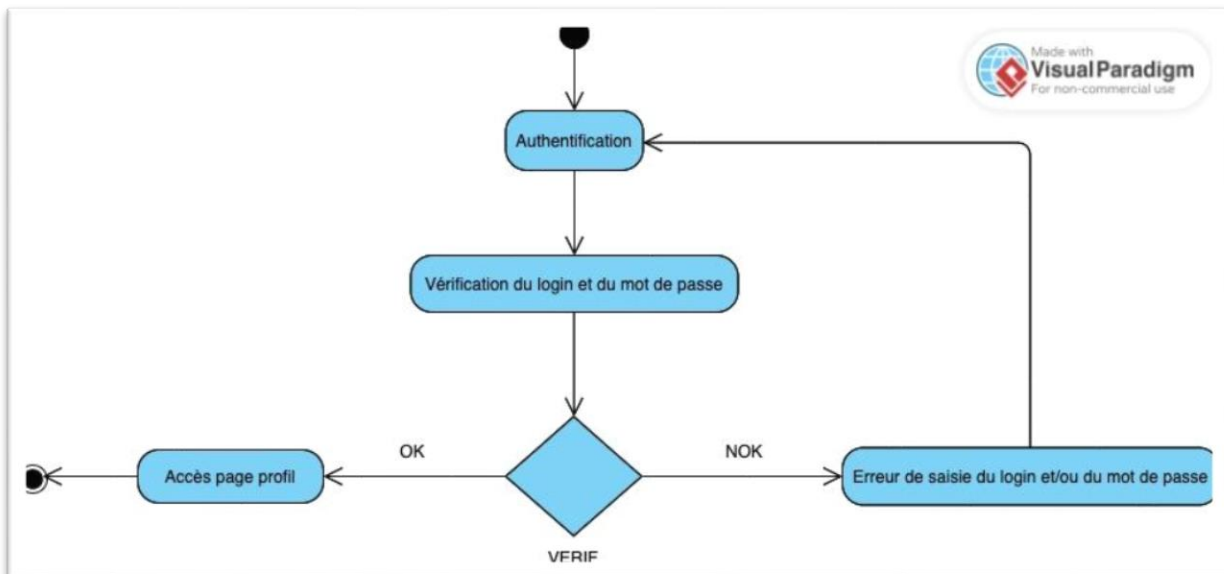 Made with
Visual Paradigm
For non-commercial use
Authentification
Vérification du login et du mot de passe
OK
NOK
Accès page profil
Erreur de saisie du login et/ou du mot de passe
VERIF